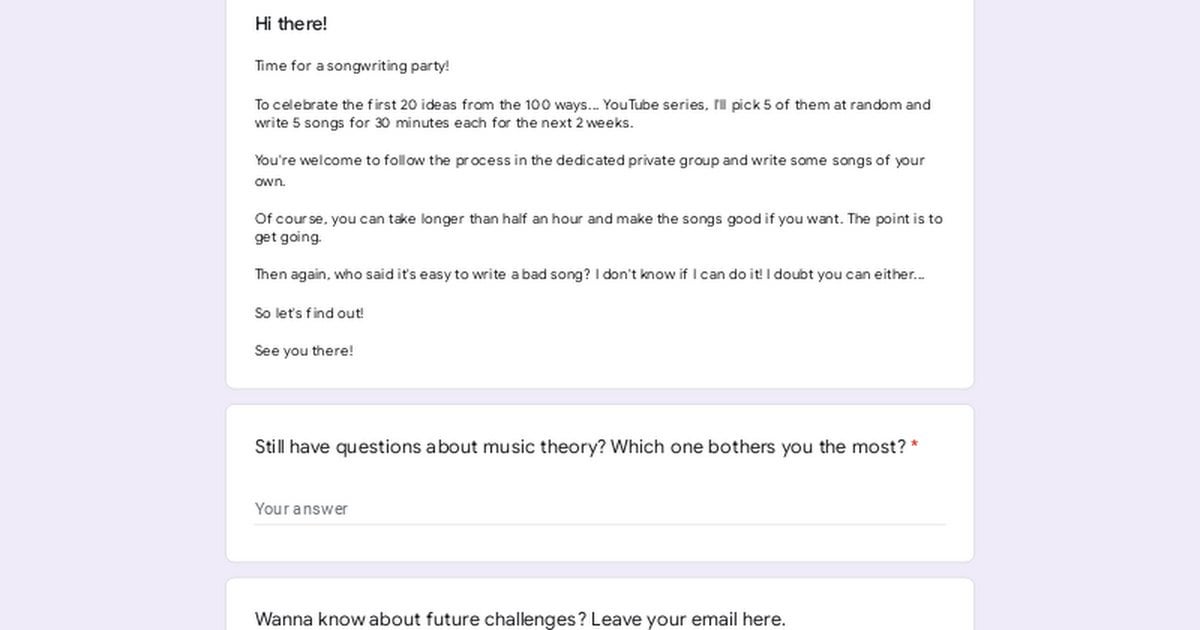 Hi there!
Time for a songwriting party!
To celebrate the first 20 ideas from the 100 ways... YouTube series, I'll pick 5 of them at random and
write 5 songs for 30 minutes each for the next 2 weeks.
You're welcome to follow the process in the dedicated private group and write some songs of your
own.
Of course, you can take longer than half an hour and make the songs good if you want. The point is to
get going.
Then again, who said it's easy to write a bad song? I don't know if I can do it! I doubt you can either...
So let's find out!
See you there!
Still have questions about music theory? Which one bothers you the most? *
Your answer
Wanna know about future challenges? Leave your email here.